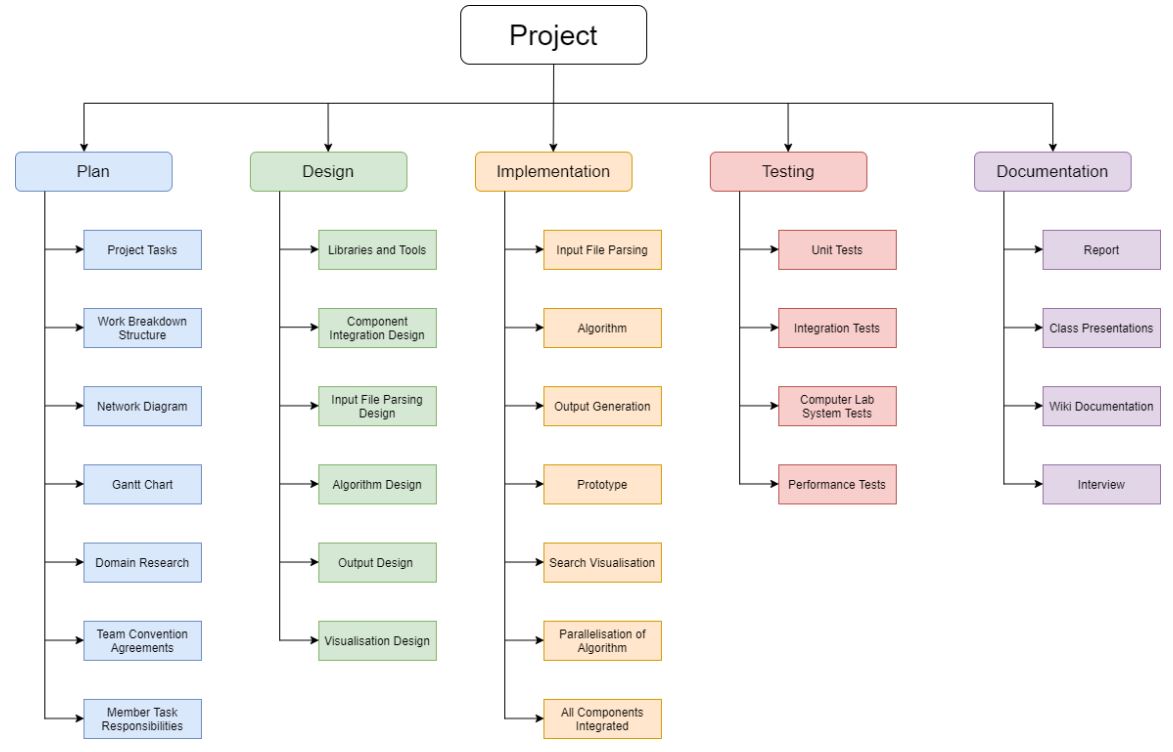 Project
Plan
Design
Implementation
Testing
Documentation
Project Tasks
Work Breakdown
Structure
Network Diagram
Gantt Chart
Domain Research
Team Convention
Agreements
Member Task
Responsibilities
Libraries and Tools
Component
Integration Design
Input File Parsing
Design
Algorithm Design
Output Design
Visualisation Design
Input File Parsing
Algorithm
Output Generation
Prototype
Search Visualisation
Parallelisation of
Algorithm
All Components
Integrated
Unit Tests
Integration Tests
Computer Lab
System Tests
Performance Tests
Report
Class Presentations
Wiki Documentation
Interview